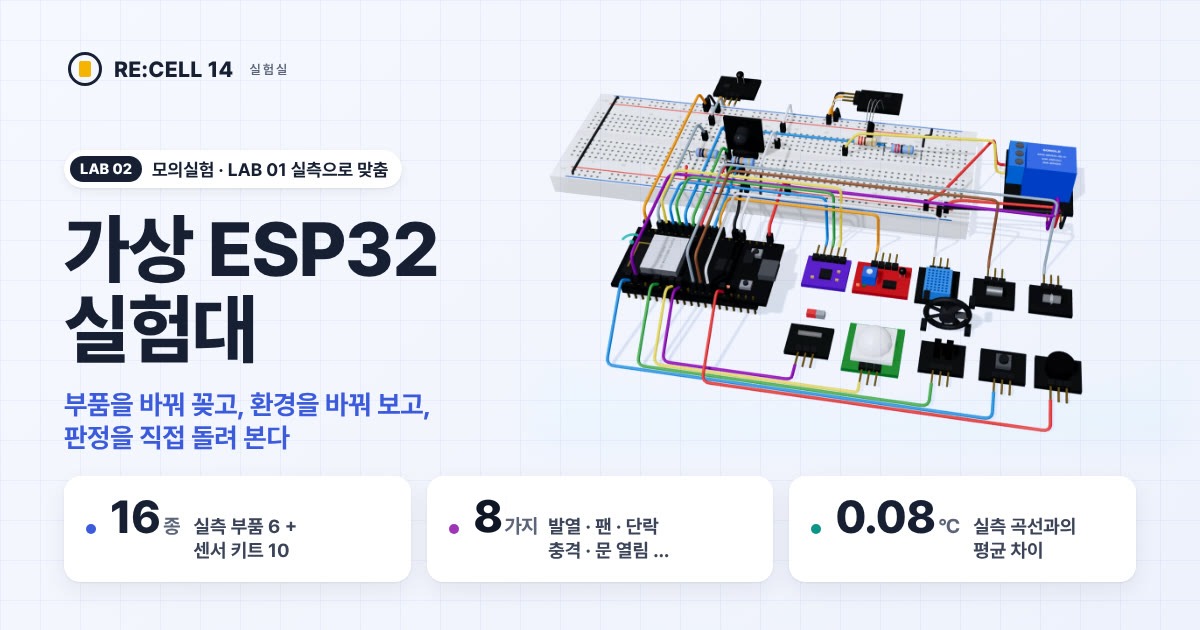 RE:CELL 14 실험실
LAB 02 모의실험 · LAB 01 실측으로 맞춤
가상 ESP32
실험대
부품을 바꿔 꽂고, 환경을 바꿔 보고,
판정을 직접 돌려 본다
16종 실측 부품 6 +
센서 키트 10
8가지 발열 · 팬 · 단락
충격 · 문 열림 ...
0.08°C 실측 곡선과의
평균 차이